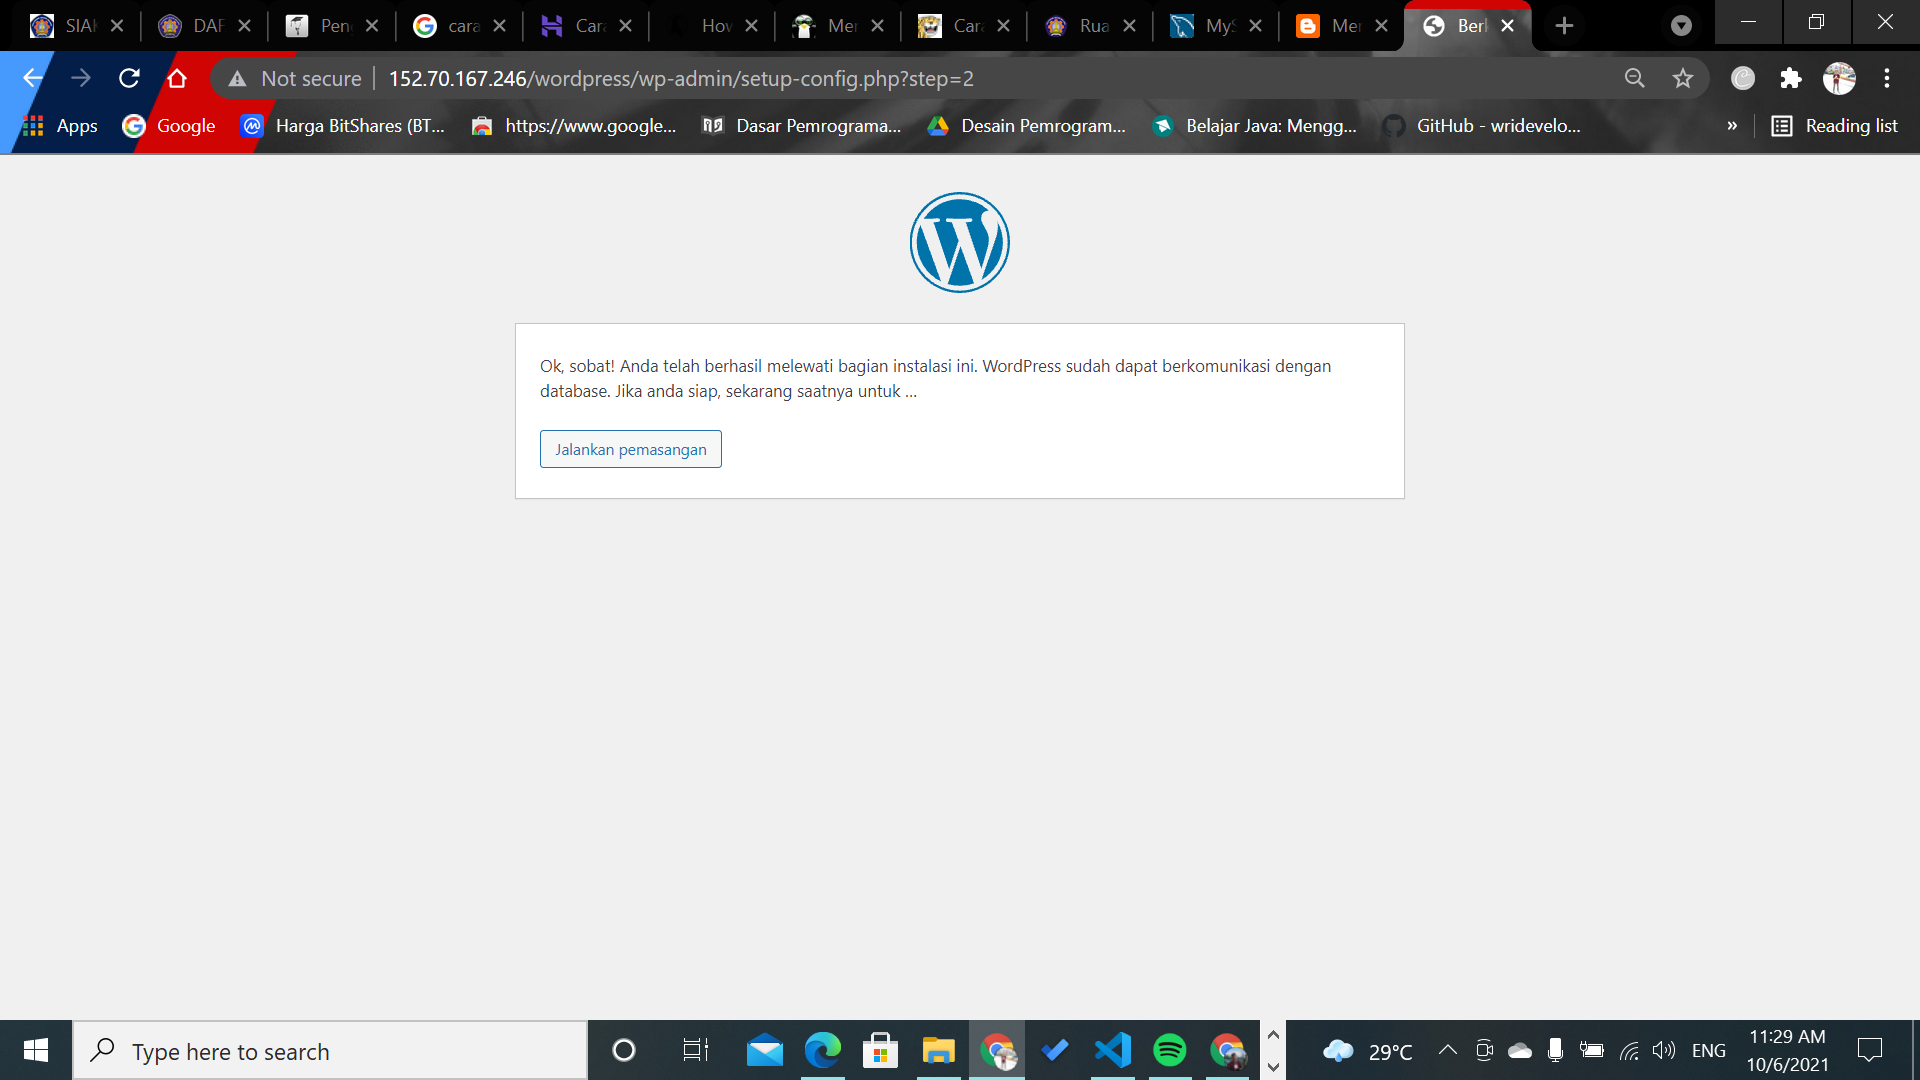 SIAK
DAF
Pen
cara
Cara
How
Mer
Cara
Rua
MyS
Mer
Berk
Not secure
152.70.167.246/wordpress/wp-admin/setup-config.php?step=2
Apps
Google
Harga BitShares (BT...
https://www.google...
Dasar Pemrograma...
Desain Pemrogram...
Belajar Java: Mengg...
GitHub - wridevelo...
»
Reading list
Ok, sobat! Anda telah berhasil melewati bagian instalasi ini. WordPress sudah dapat berkomunikasi dengan
database. Jika anda siap, sekarang saatnya untuk ...
Jalankan pemasangan
Type here to search
29°C
ENG
11:29 AM
10/6/2021